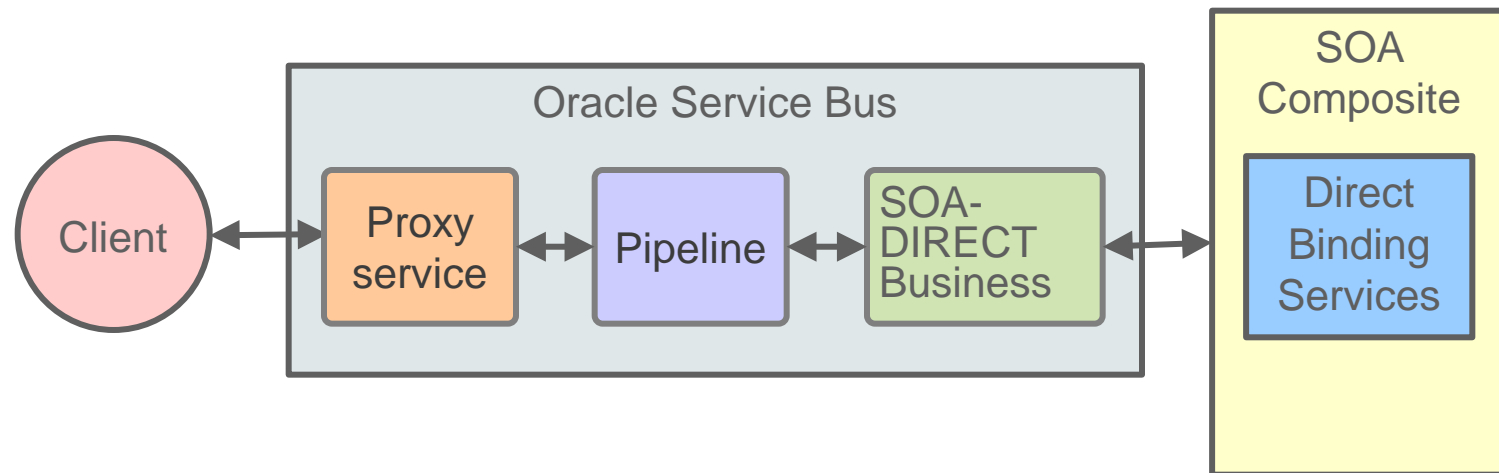 Client
Oracle Service Bus
Proxy
service
Pipeline
SOA-
DIRECT
Business
SOA
Composite
Direct
Binding
Services